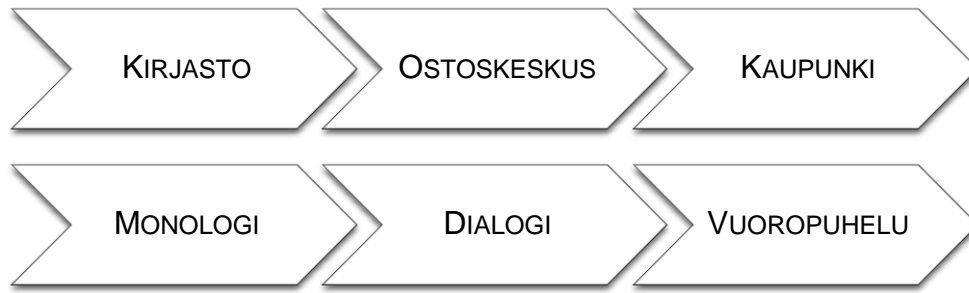 KIRJASTO OSTOSKESKUS KAUPUNKI
MONOLOGI DIALOGI VUOROPUHELU